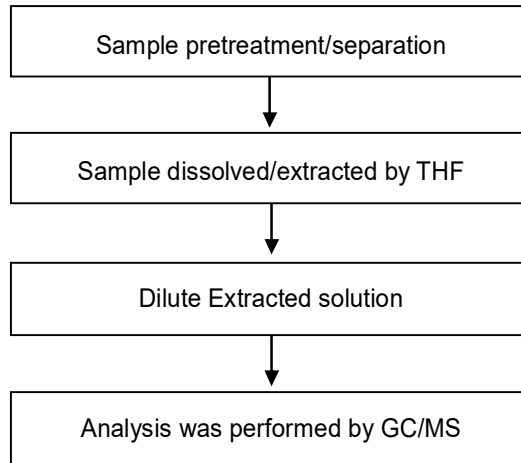 Sample pretreatment/separation
Sample dissolved/extracted by THF
Dilute Extracted solution
Analysis was performed by GC/MS